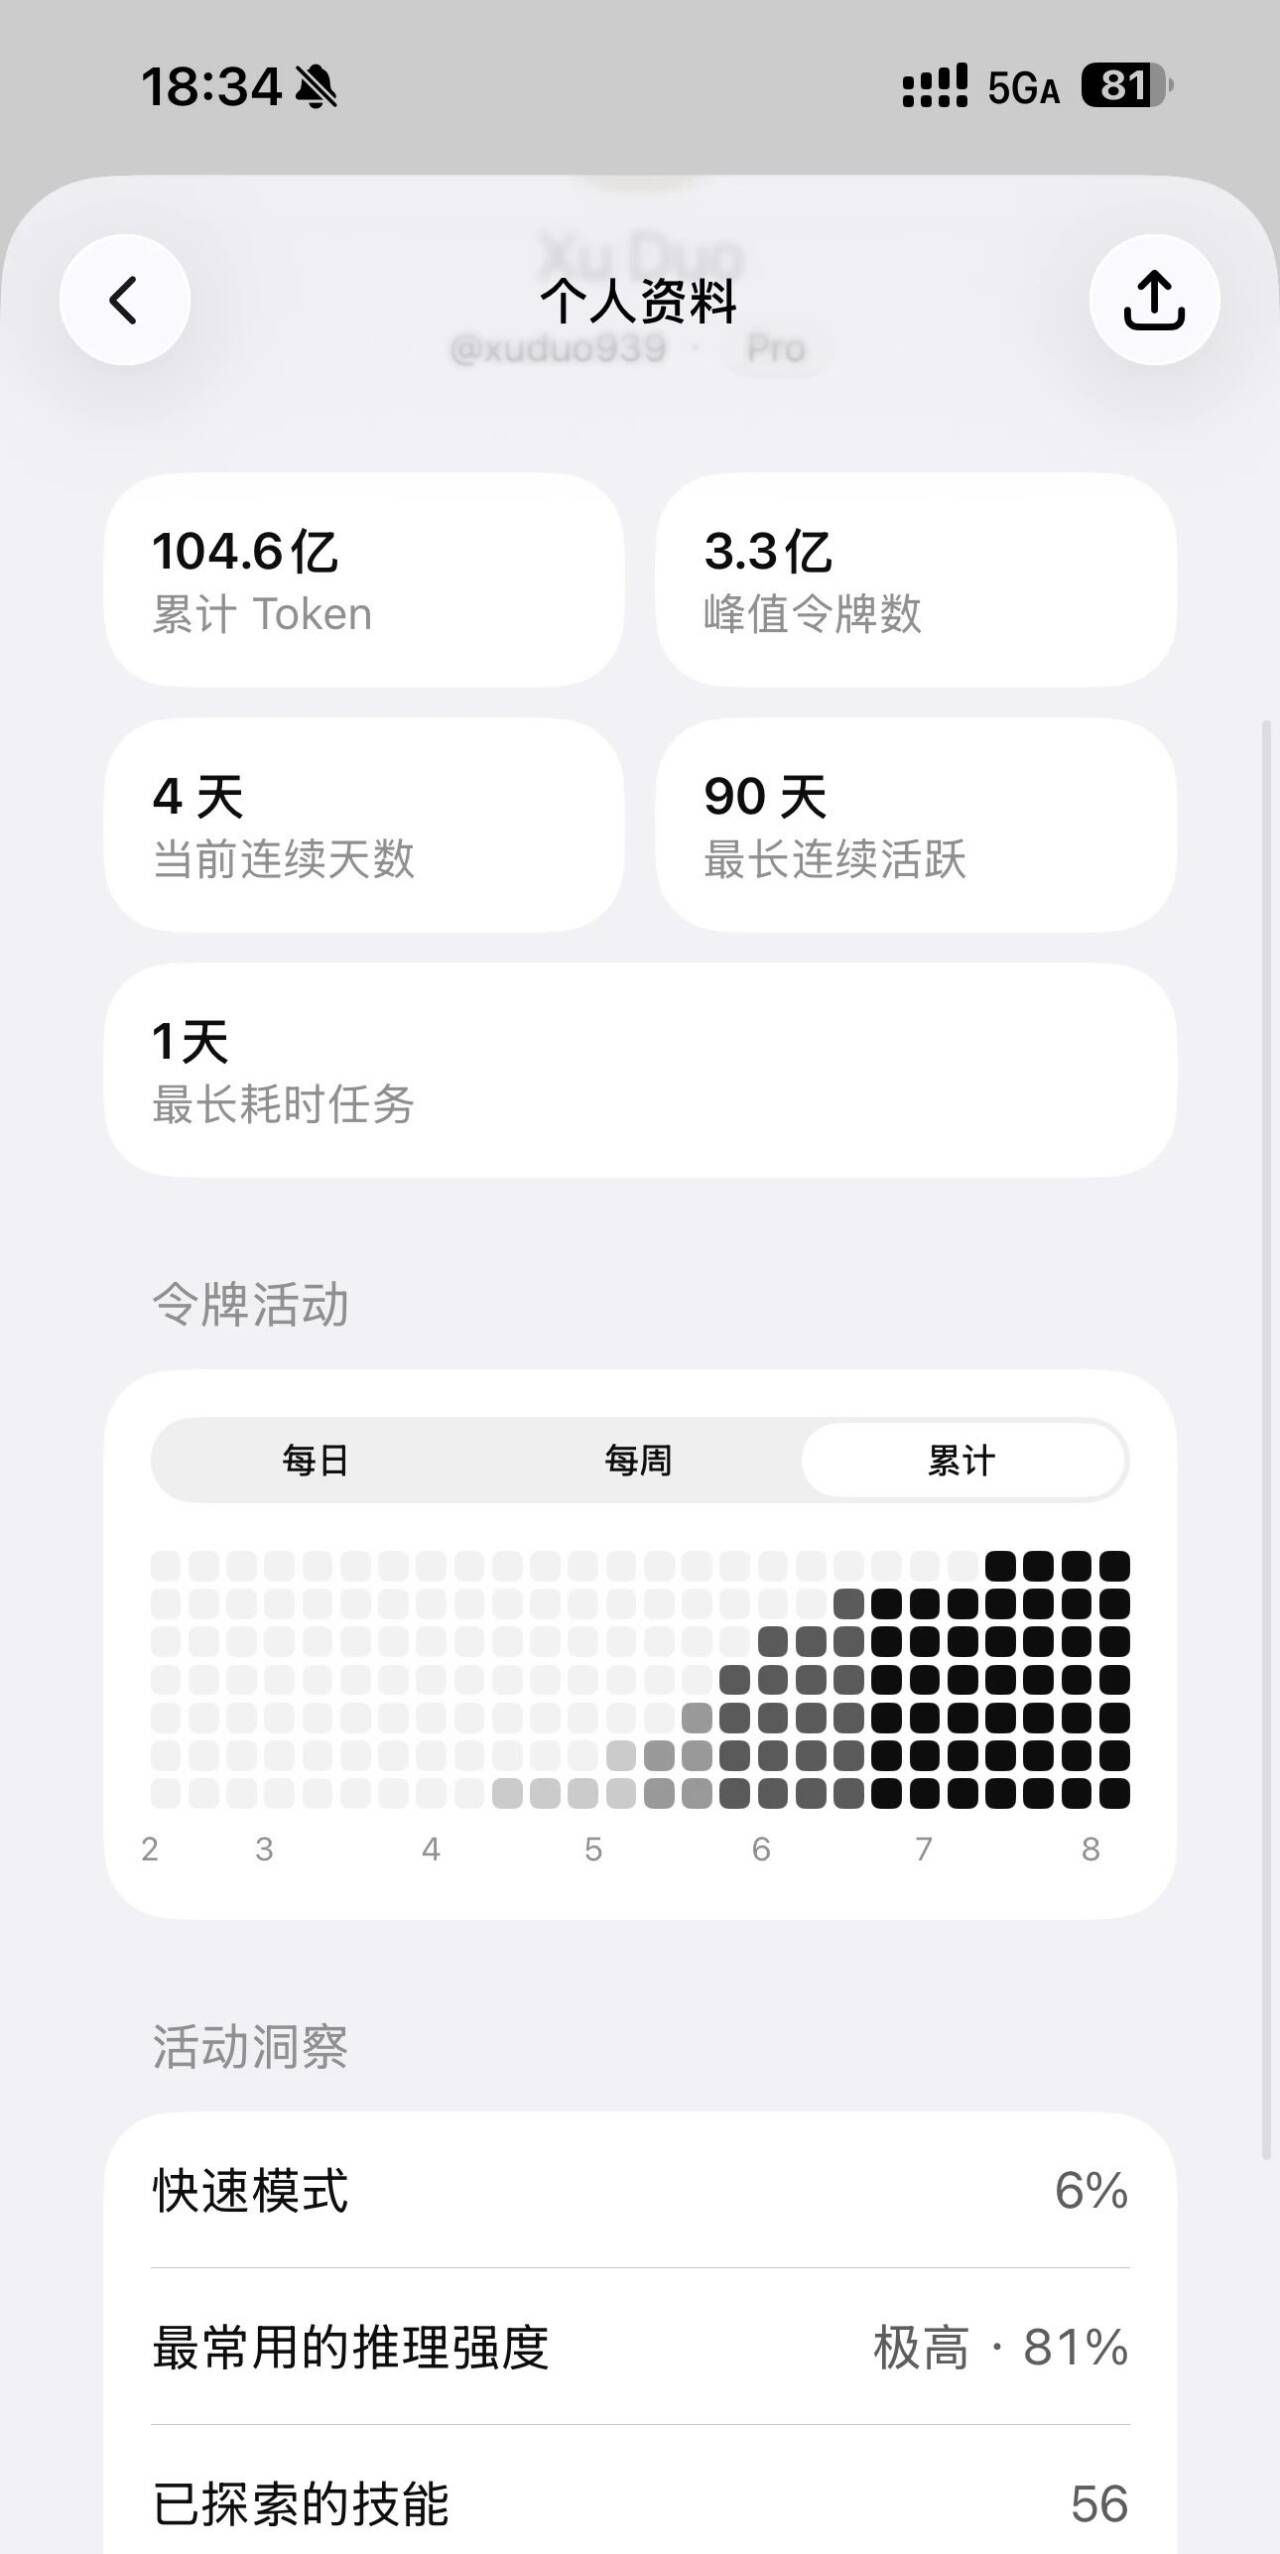 18:34
5GA
81
Xu Duo
个人资料
@xuduo939 · Pro
104.6亿
累计 Token
3.3亿
峰值令牌数
4 天
当前连续天数
90 天
最长连续活跃
1天
最长耗时任务
令牌活动
每日 每周 累计
2 3 4 5 6 7 8
活动洞察
快速模式 6%
最常用的推理强度 极高 · 81%
已探索的技能 56